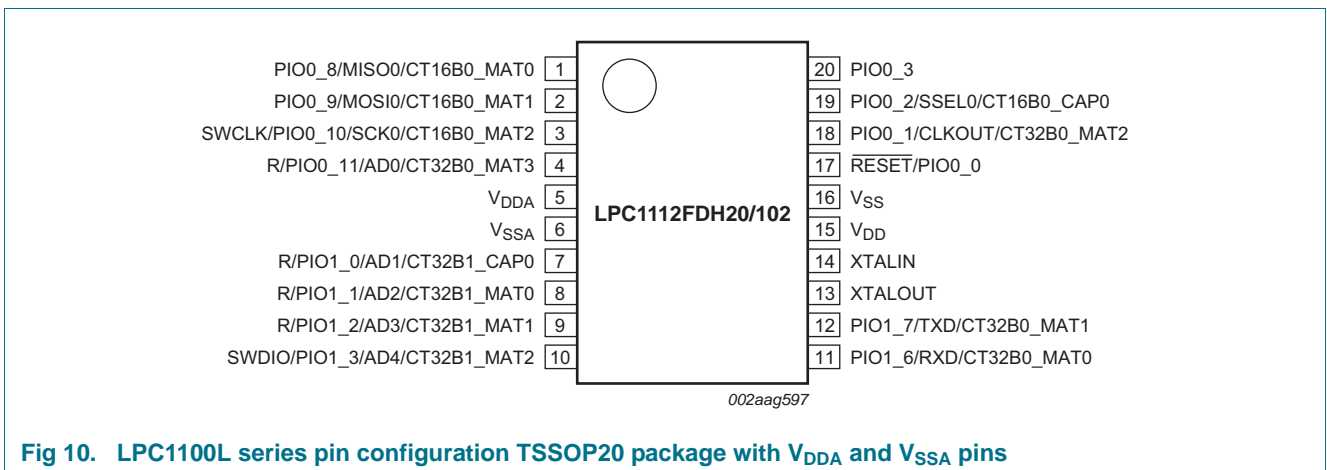 PIO0_8/MISO0/CT16B0_MAT0 1
PIO0_9/MOSI0/CT16B0_MAT1 2
SWCLK/PIO0_10/SCK0/CT16B0_MAT2 3
R/PIO0_11/AD0/CT32B0_MAT3 4
VDDA 5
VSSA 6
R/PIO1_0/AD1/CT32B1_CAP0 7
R/PIO1_1/AD2/CT32B1_MAT0 8
R/PIO1_2/AD3/CT32B1_MAT1 9
SWDIO/PIO1_3/AD4/CT32B1_MAT2 10
LPC1112FDH20/102
20 PIO0_3
19 PIO0_2/SSEL0/CT16B0_CAP0
18 PIO0_1/CLKOUT/CT32B0_MAT2
17 RESET/PIO0_0
16 VSS
15 VDD
14 XTALIN
13 XTALOUT
12 PIO1_7/TXD/CT32B0_MAT1
11 PIO1_6/RXD/CT32B0_MAT0
002aag597
Fig 10. LPC1100L series pin configuration TSSOP20 package with VDDA and VSSA pins